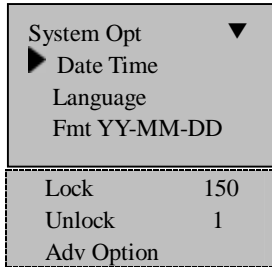 System Opt ▼
▶ Date Time
Language
Fmt YY-MM-DD
Lock 150
Unlock 1
Adv Option